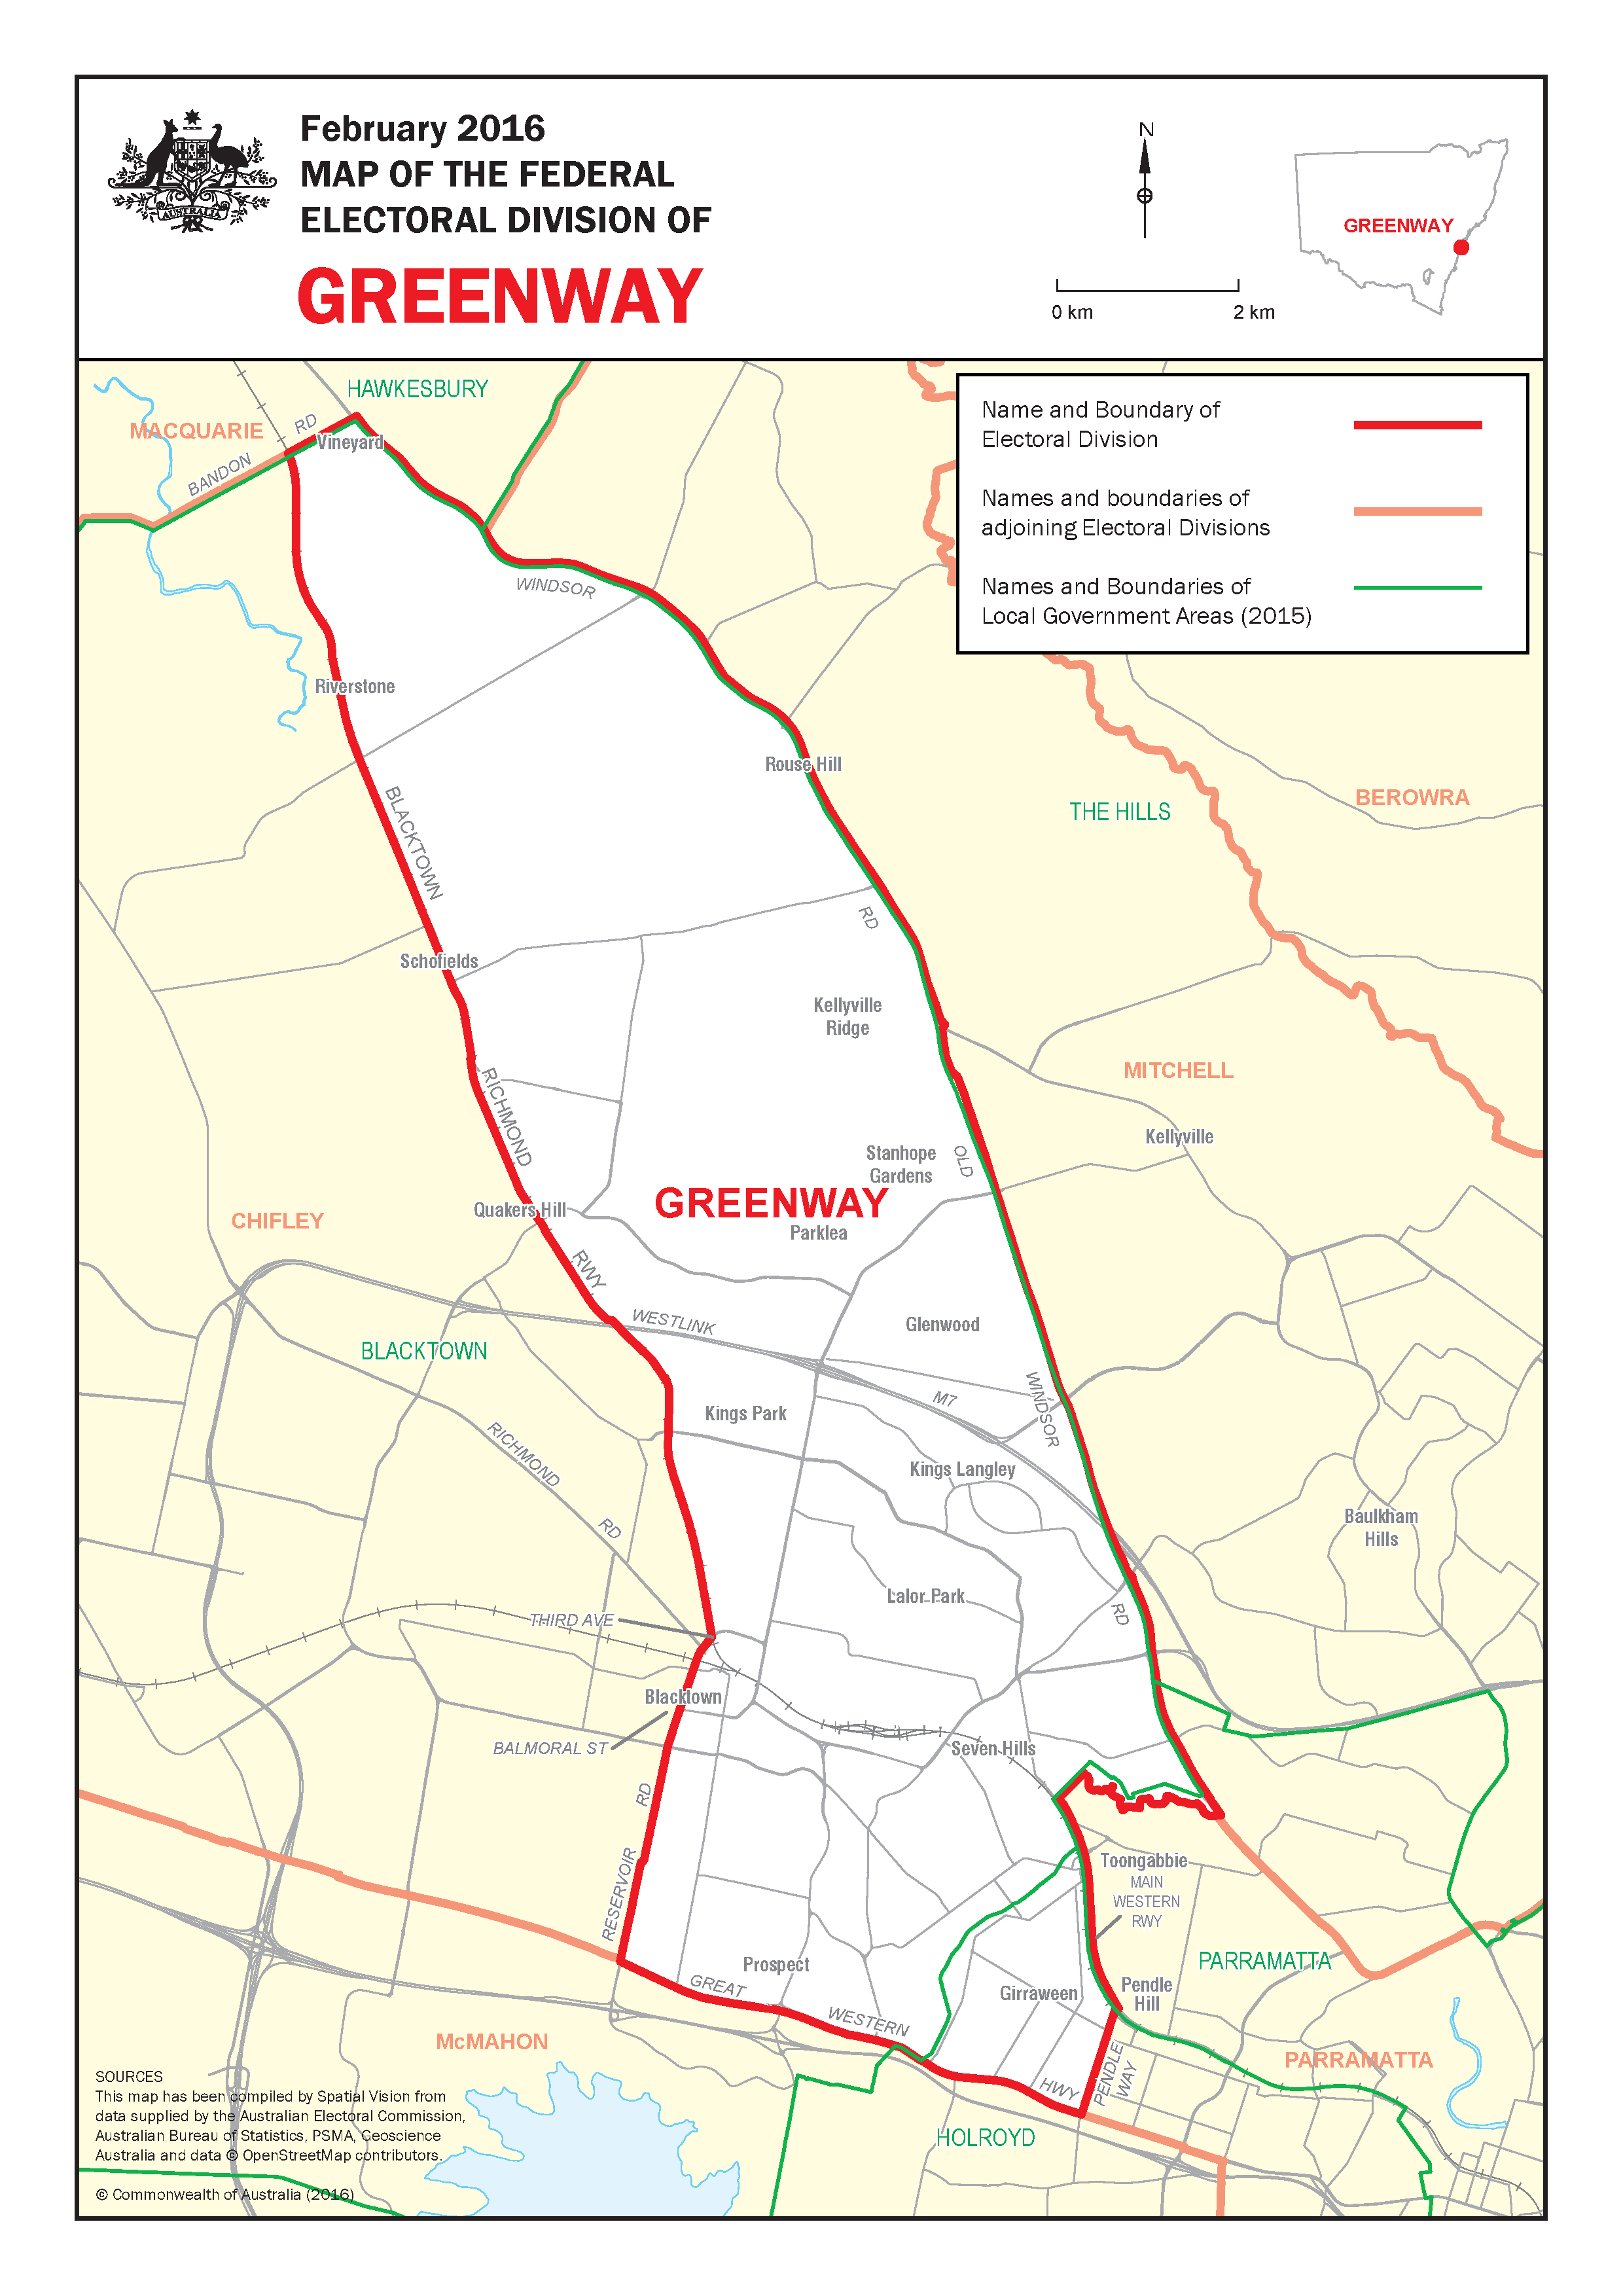 AUSTRALIA
February 2016
MAP OF THE FEDERAL
ELECTORAL DIVISION OF
GREENWAY
N
0 km
2 km
GREENWAY
Name and Boundary of
Electoral Division
Names and boundaries of
adjoining Electoral Divisions
Names and Boundaries of
Local Government Areas (2015)
HAWKESBURY
MACQUARIE
RD
Vineyard
BANDON
WINDSOR
Riverstone
Rouse Hill
BEROWRA
THE HILLS
BLACKTOWN
RD
Schofields
Kellyville
Ridge
RICHMOND
MITCHELL
Kellyville
Stanhope
Gardens
OLD
GREENWAY
Quakers Hill
CHIFLEY
Parklea
RWY
WESTLINK
Glenwood
BLACKTOWN
WINDSOR
M7
Kings Park
RICHMOND
Kings Langley
Baulkham
Hills
RD
Lalor Park
RD
THIRD AVE
Blacktown
BALMORAL ST
Seven Hills
RD
Toongabbie
MAIN
WESTERN
RWY
RESERVOIR
PARRAMATTA
Prospect
GREAT
Girraween
Pendle
Hill
WESTERN
McMAHON
PARRAMATTA
HWY
PENDLE
WAY
HOLROYD
SOURCES
This map has been compiled by Spatial Vision from
data supplied by the Australian Electoral Commission,
Australian Bureau of Statistics, PSMA, Geoscience
Australia and data © OpenStreetMap contributors.
© Commonwealth of Australia (2016)